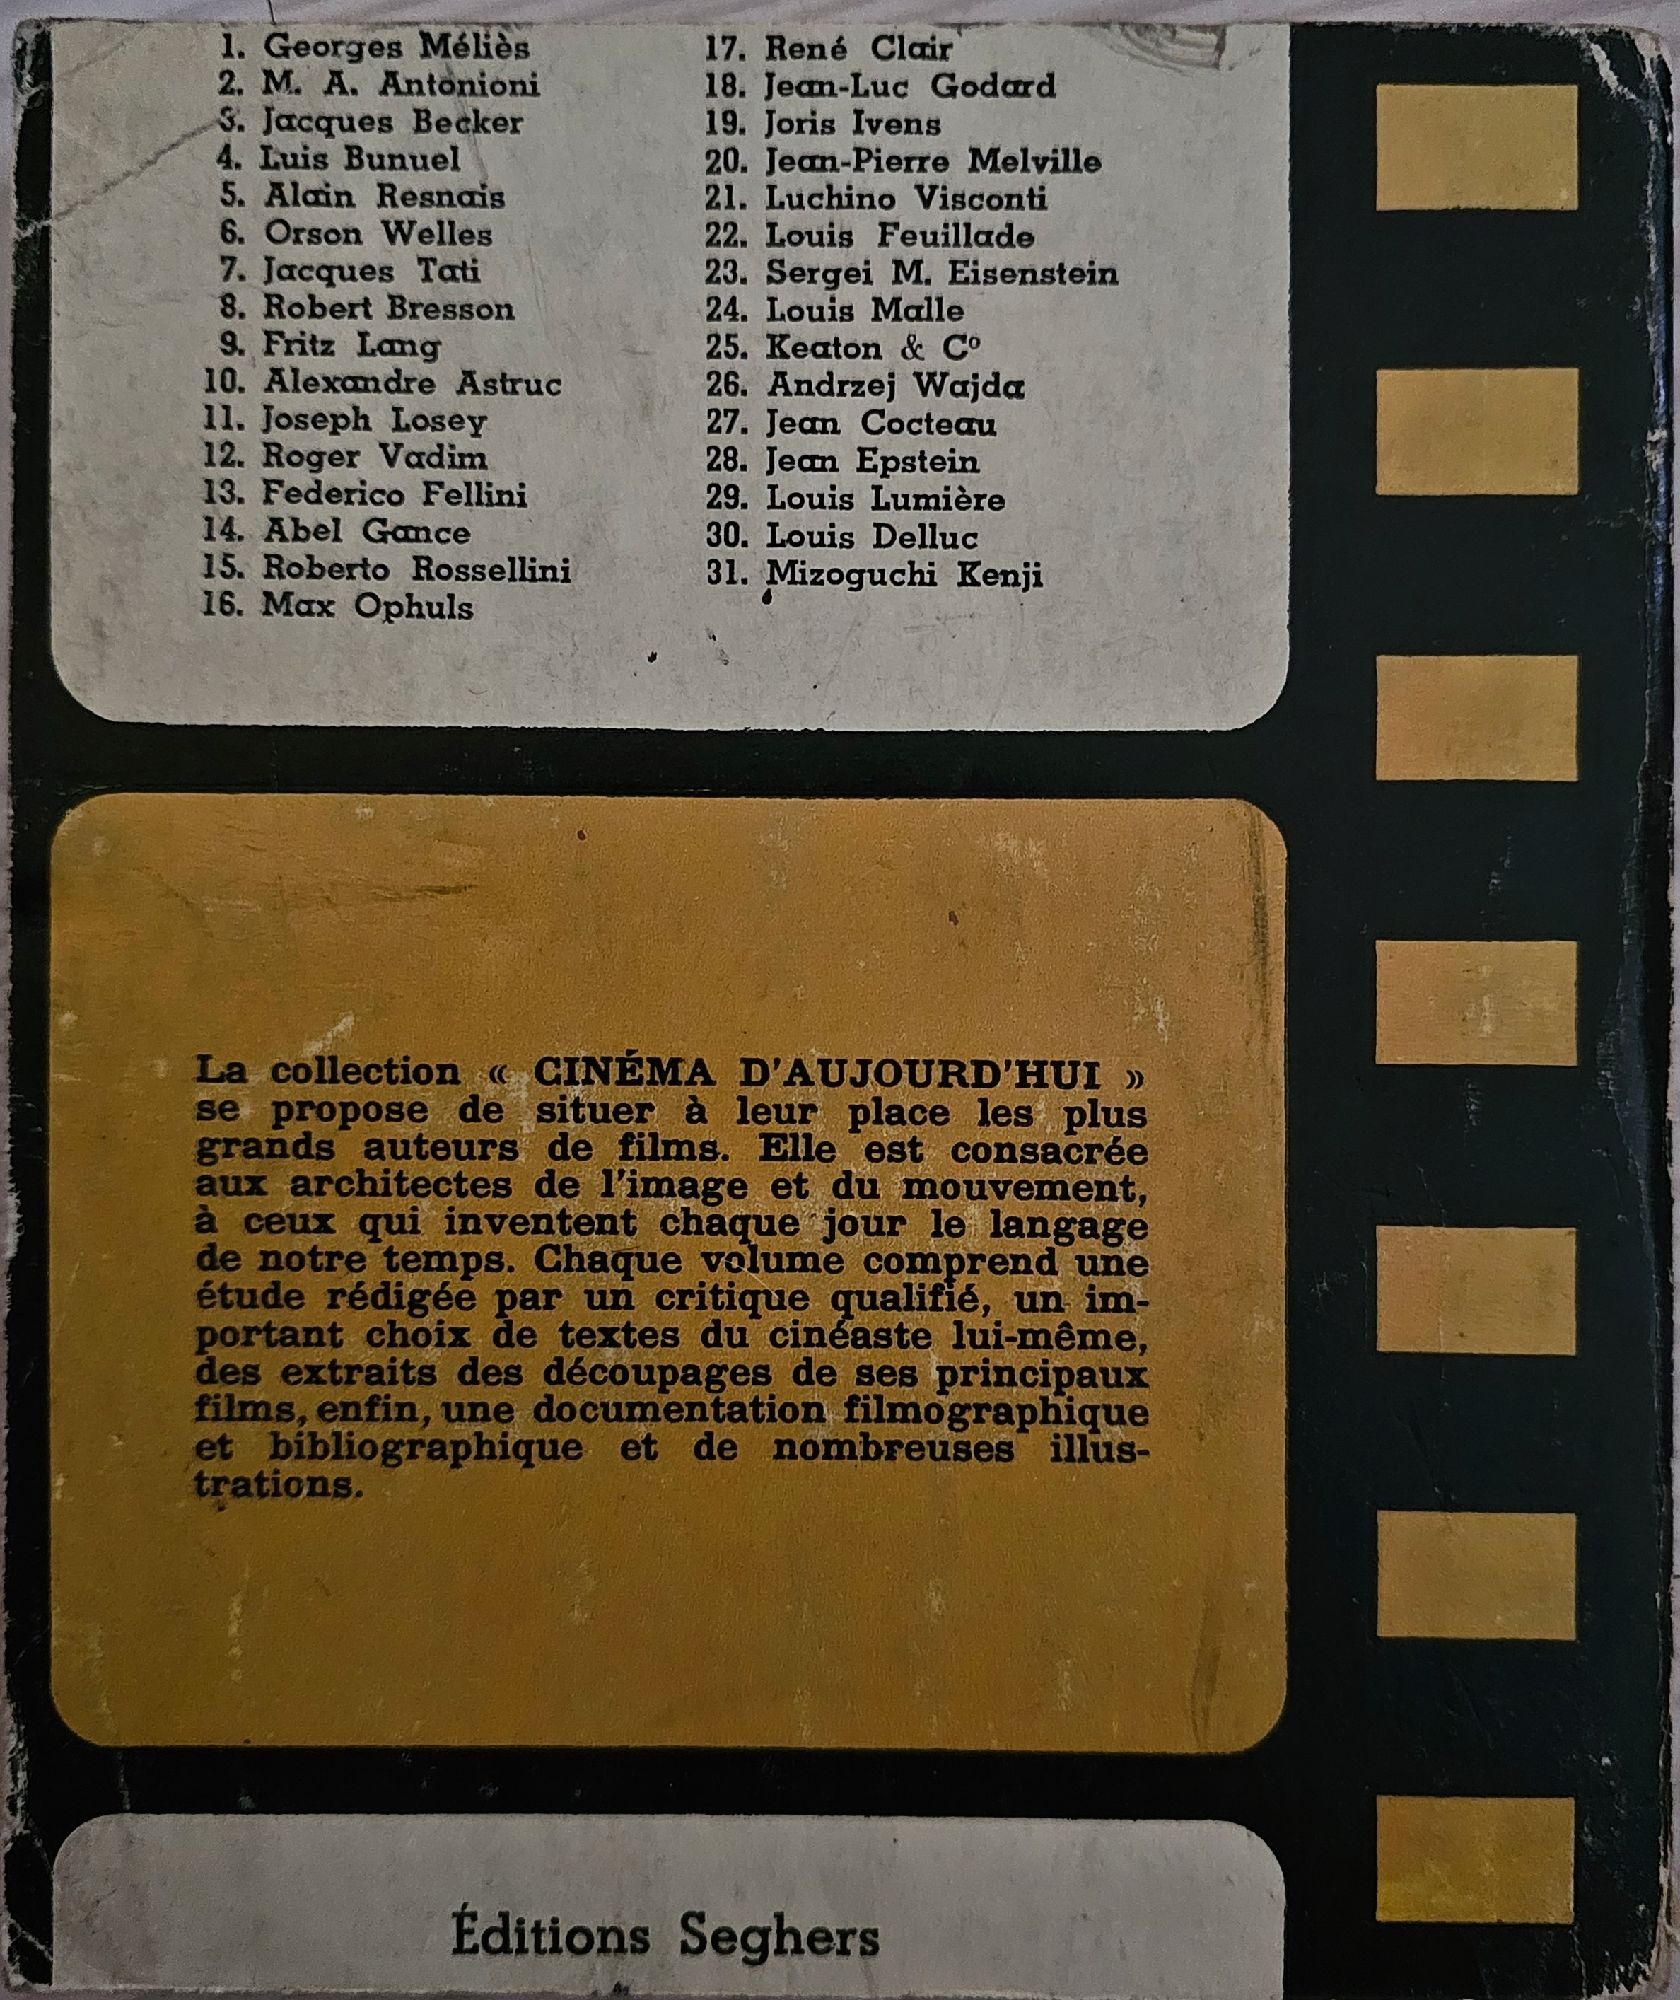 1. Georges Méliès
2. M. A. Antonioni
3. Jacques Becker
4. Luis Bunuel
5. Alain Resnais
6. Orson Welles
7. Jacques Tati
8. Robert Bresson
9. Fritz Lang
10. Alexandre Astruc
11. Joseph Losey
12. Roger Vadim
13. Federico Fellini
14. Abel Gance
15. Roberto Rossellini
16. Max Ophuls
17. René Clair
18. Jean-Luc Godard
19. Joris Ivens
20. Jean-Pierre Melville
21. Luchino Visconti
22. Louis Feuillade
23. Sergei M. Eisenstein
24. Louis Malle
25. Keaton & Cº
26. Andrzej Wajda
27. Jean Cocteau
28. Jean Epstein
29. Louis Lumière
30. Louis Delluc
31. Mizoguchi Kenji
La collection « CINÉMA D'AUJOURD'HUI »
se propose de situer à leur place les plus
grands auteurs de films. Elle est consacrée
aux architectes de l'image et du mouvement,
à ceux qui inventent chaque jour le langage
de notre temps. Chaque volume comprend une
étude rédigée par un critique qualifié, un im-
portant choix de textes du cinéaste lui-même,
des extraits des découpages de ses principaux
films, enfin, une documentation filmographique
et bibliographique et de nombreuses illus-
trations.
Éditions Seghers